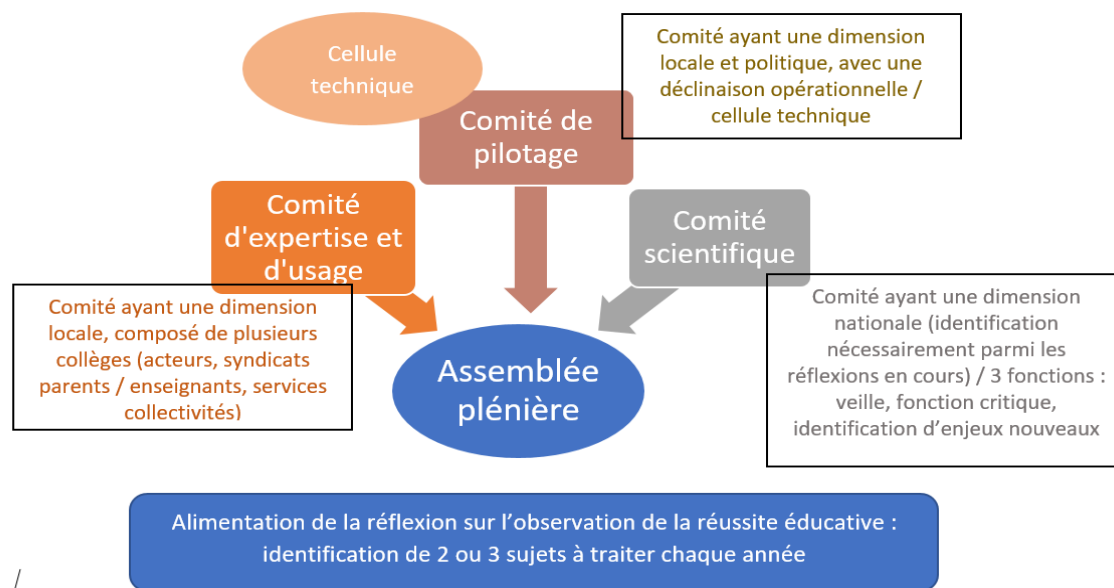 Cellule
technique
Comité ayant une dimension
locale et politique, avec une
déclinaison opérationnelle /
cellule technique
Comité de
pilotage
Comité
d'expertise et
d'usage
Comité
scientifique
Comité ayant une dimension
locale, composé de plusieurs
collèges (acteurs, syndicats
parents / enseignants, services
collectivités)
Comité ayant une dimension
nationale (identification
nécessairement parmi les
réflexions en cours) / 3 fonctions :
veille, fonction critique,
identification d’enjeux nouveaux
Assemblée
plénière
Alimentation de la réflexion sur l’observation de la réussite éducative :
identification de 2 ou 3 sujets à traiter chaque année
/